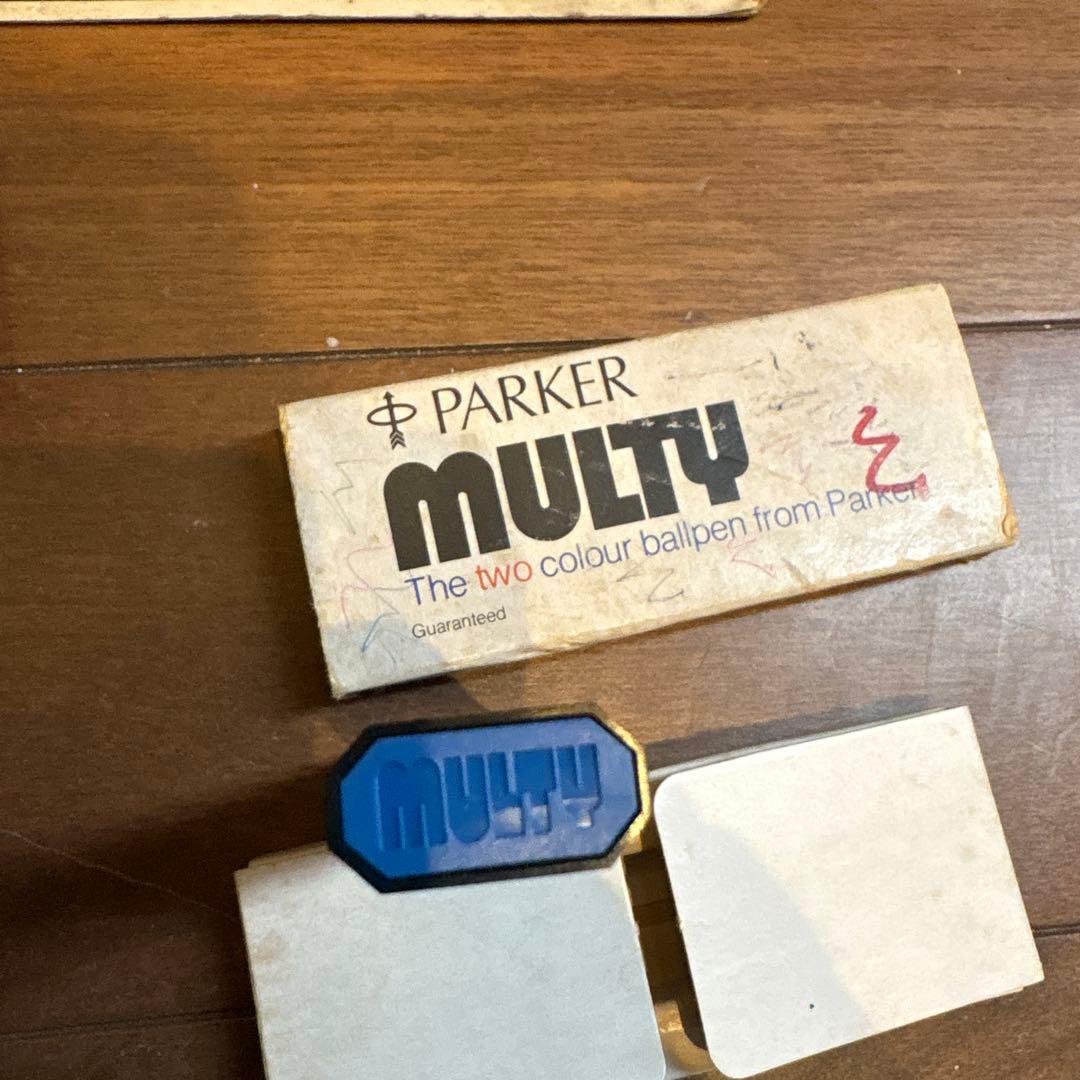 PARKER
MULTY
The two colour ballpen from Parker
Guaranteed
MULTY